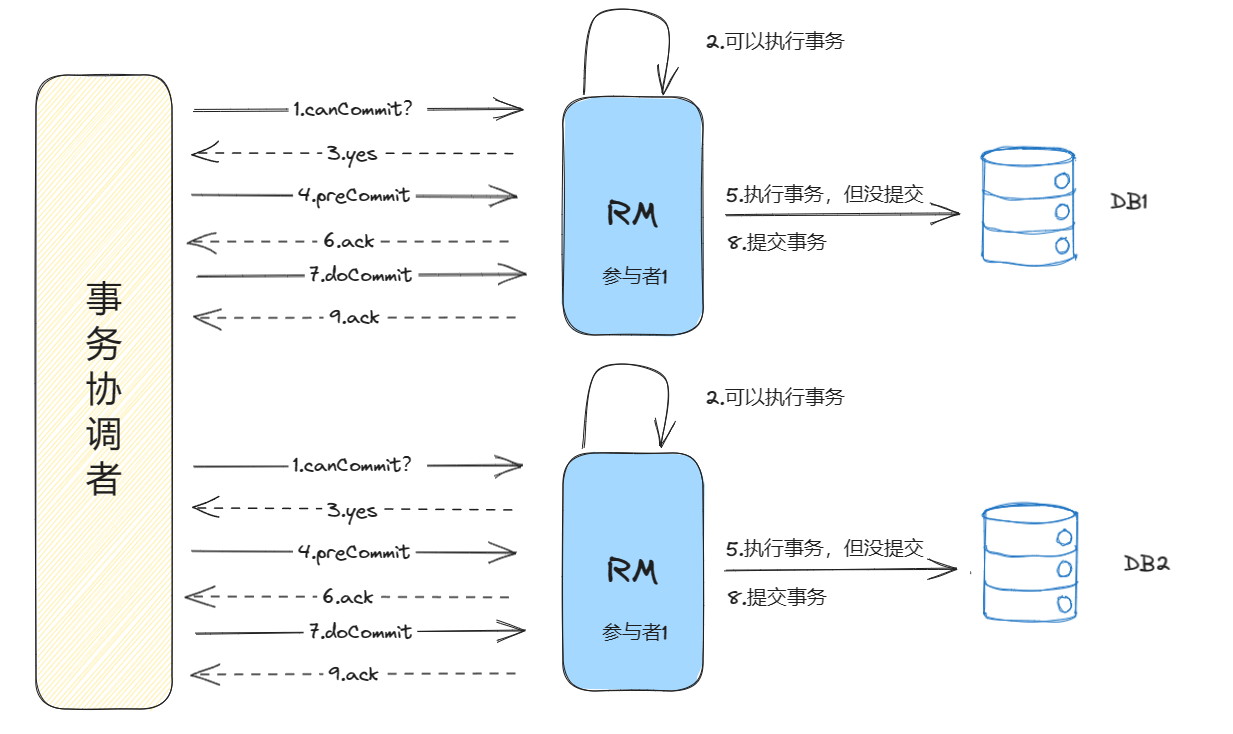 事务协调者
2.可以执行事务
1.canCommit?
3.yes
4.preCommit
6.ack
7.doCommit
9.ack
RM
参与者1
5.执行事务，但没提交
8.提交事务
DB1
2.可以执行事务
1.canCommit?
3.yes
4.preCommit
6.ack
7.doCommit
9.ack
RM
参与者1
5.执行事务，但没提交
8.提交事务
DB2